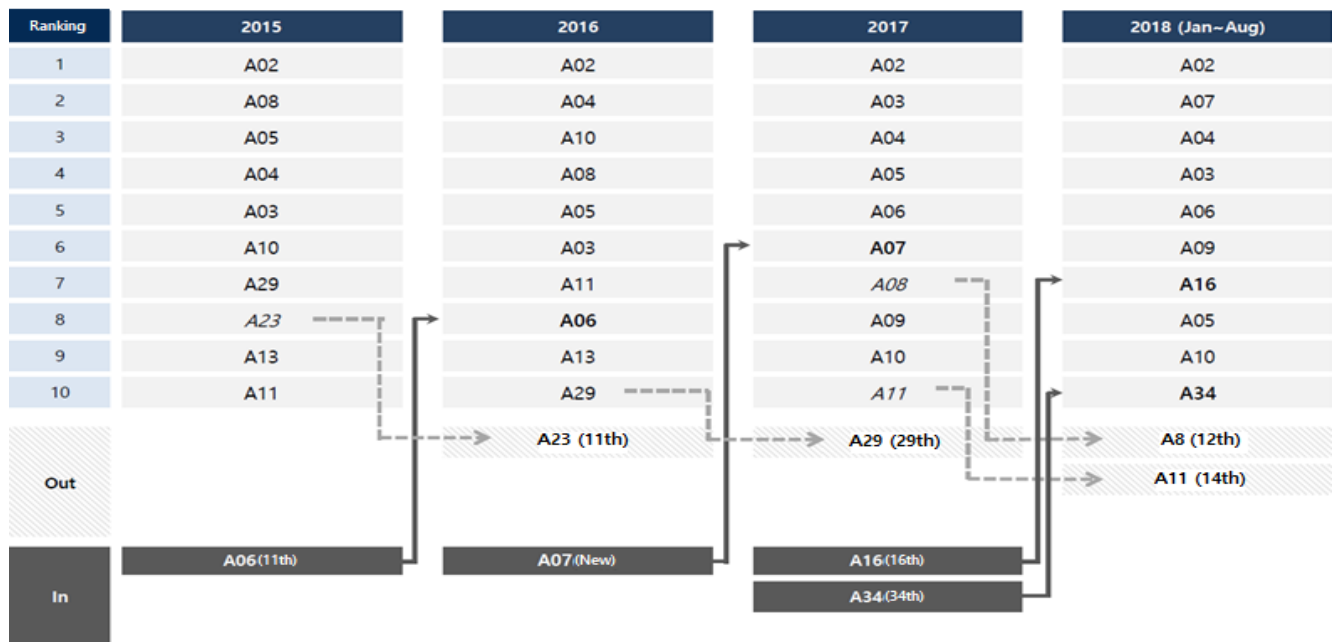 Ranking 2015 2016 2017 2018 (Jan~Aug)
1 A02 A02 A02 A02
2 A08 A04 A03 A07
3 A05 A10 A04 A04
4 A04 A08 A05 A03
5 A03 A05 A06 A06
6 A10 A03 A07 A09
7 A29 A11 A08 A16
8 A23 A06 A09 A05
9 A13 A13 A10 A10
10 A11 A29 A11 A34
A23 (11th) A29 (29th) A8 (12th)
Out A11 (14th)
A06(11th) A07(New) A16(16th)
In A34(34th)